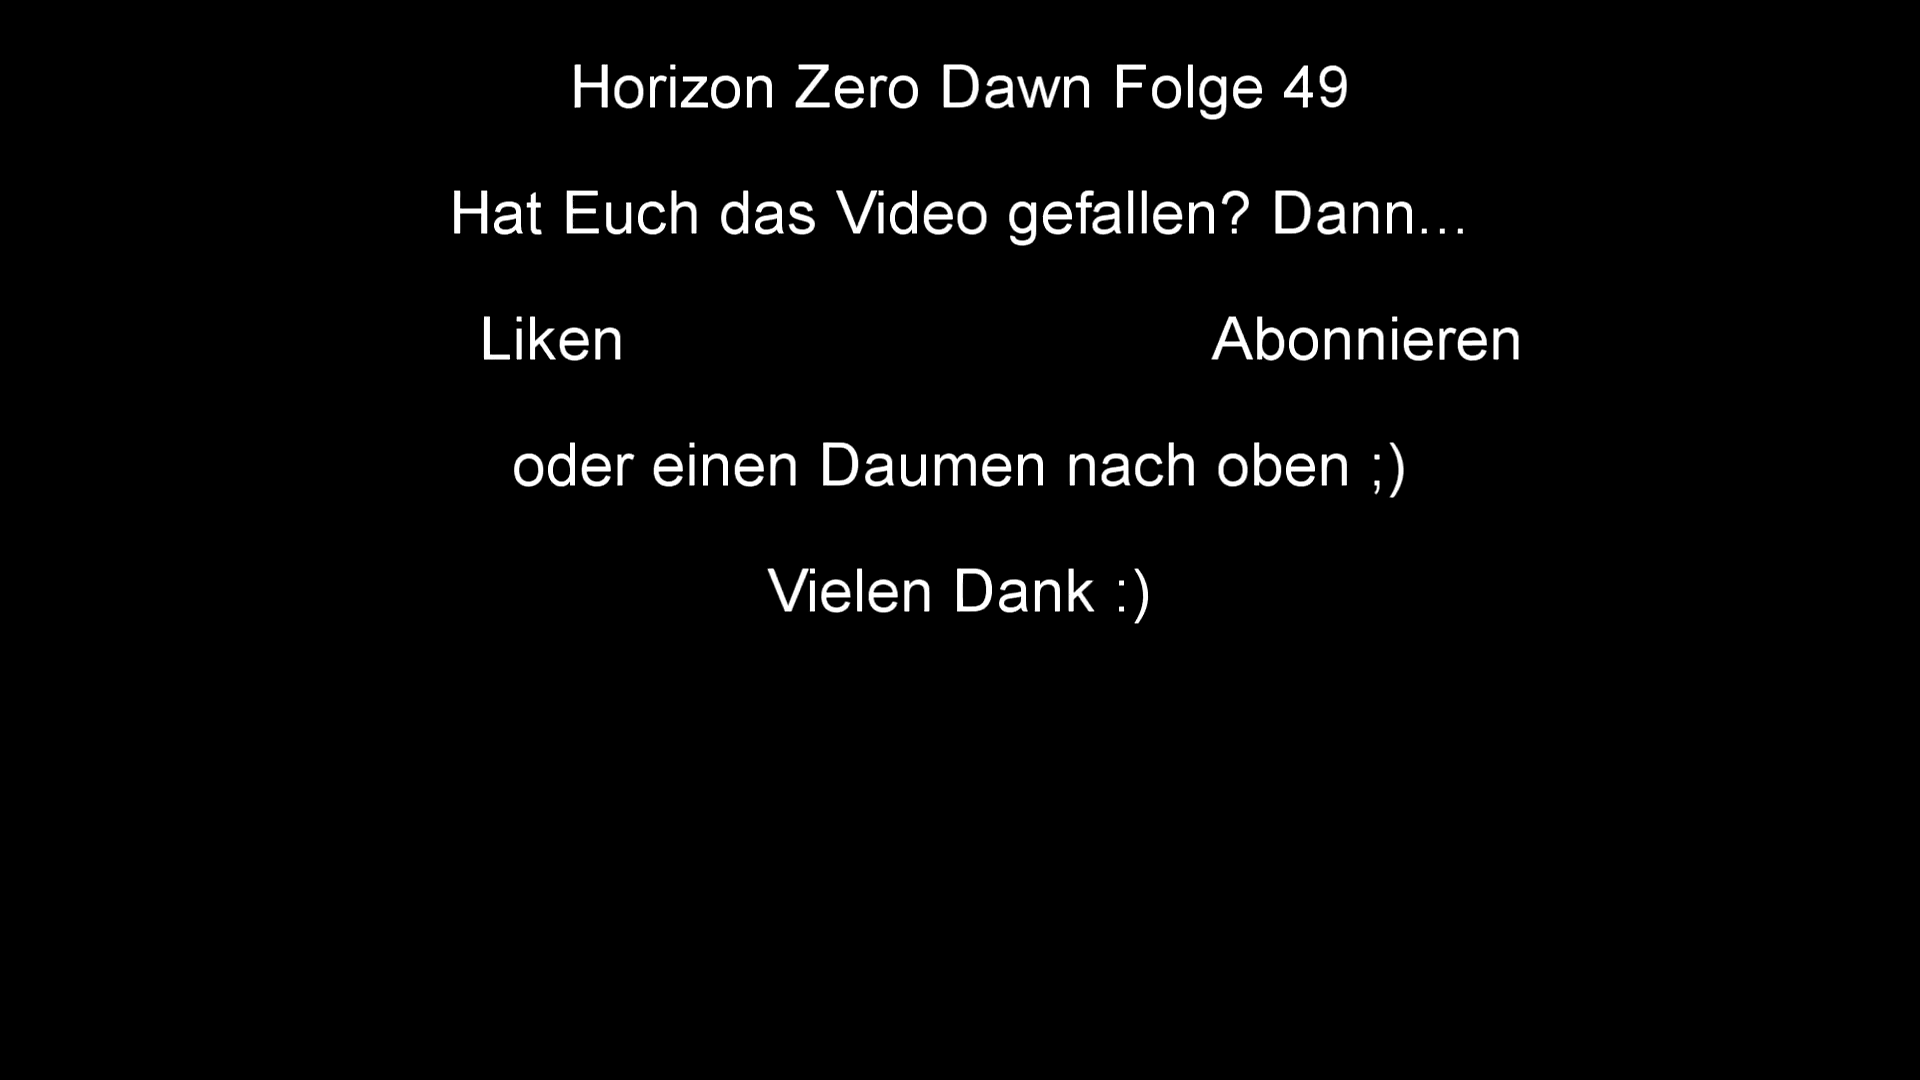 Horizon Zero Dawn Folge 49
Hat Euch das Video gefallen? Dann...
Liken Abonnieren
oder einen Daumen nach oben ;)
Vielen Dank :)